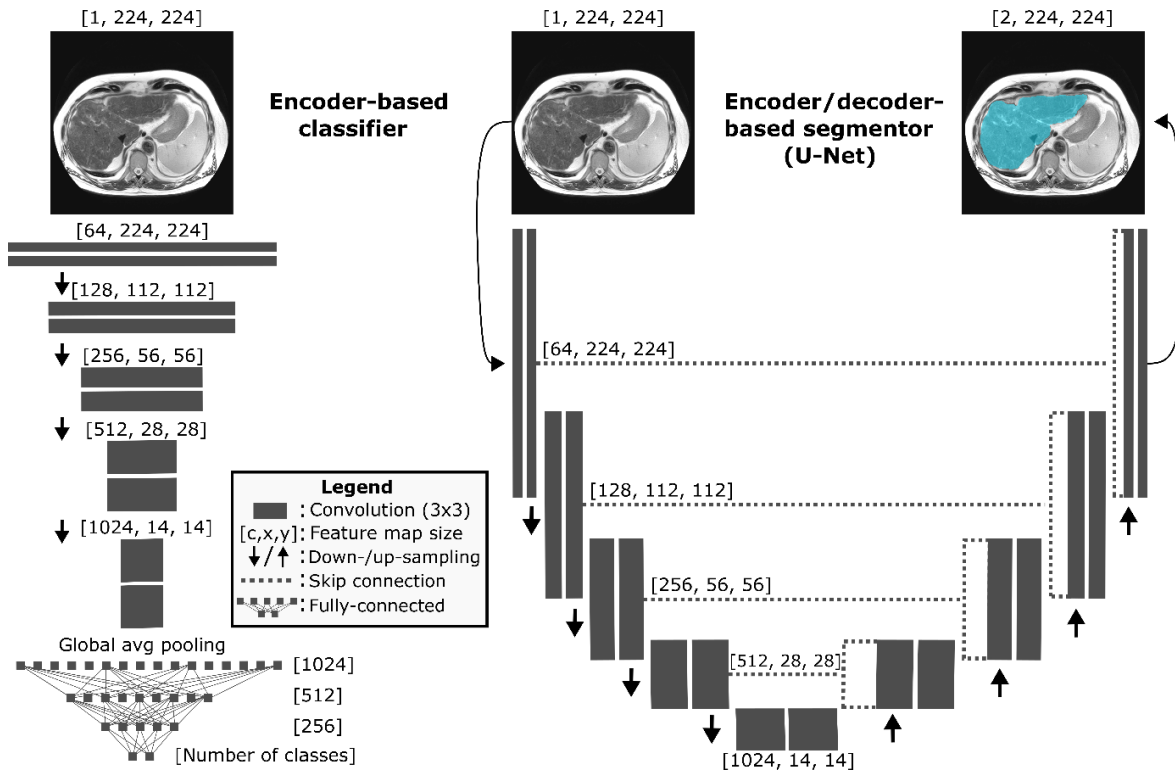 [1, 224, 224]
Encoder-based
classifier
[64, 224, 224]
[128, 112, 112]
[256, 56, 56]
[512, 28, 28]
[1024, 14, 14]
Global avg pooling
[1024]
[512]
[256]
[Number of classes]
Legend
: Convolution (3x3)
[c,x,y] : Feature map size
/ : Down-/up-sampling
: Skip connection
: Fully-connected
[1, 224, 224]
Encoder/decoder-
based segmentor
(U-Net)
[2, 224, 224]
[64, 224, 224]
[128, 112, 112]
[256, 56, 56]
[512, 28, 28]
[1024, 14, 14]